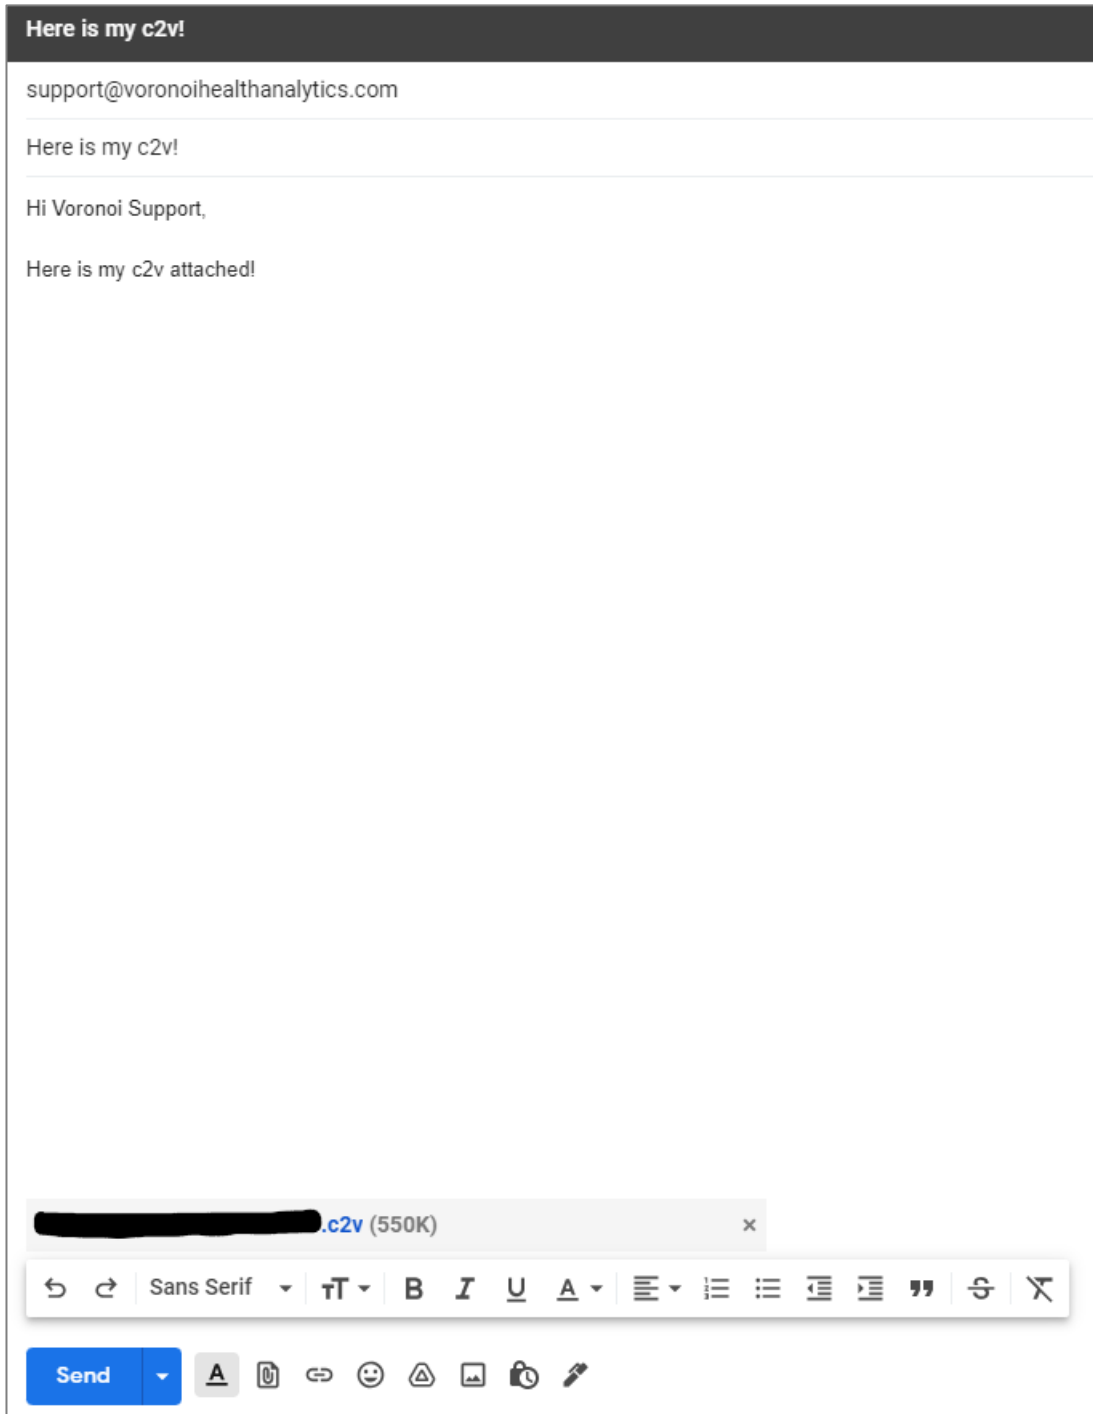 Here is my c2v!
support@voronoihealthanalytics.com
Here is my c2v!
Hi Voronoi Support,
Here is my c2v attached!
.c2v (550K)
Sans Serif
Send